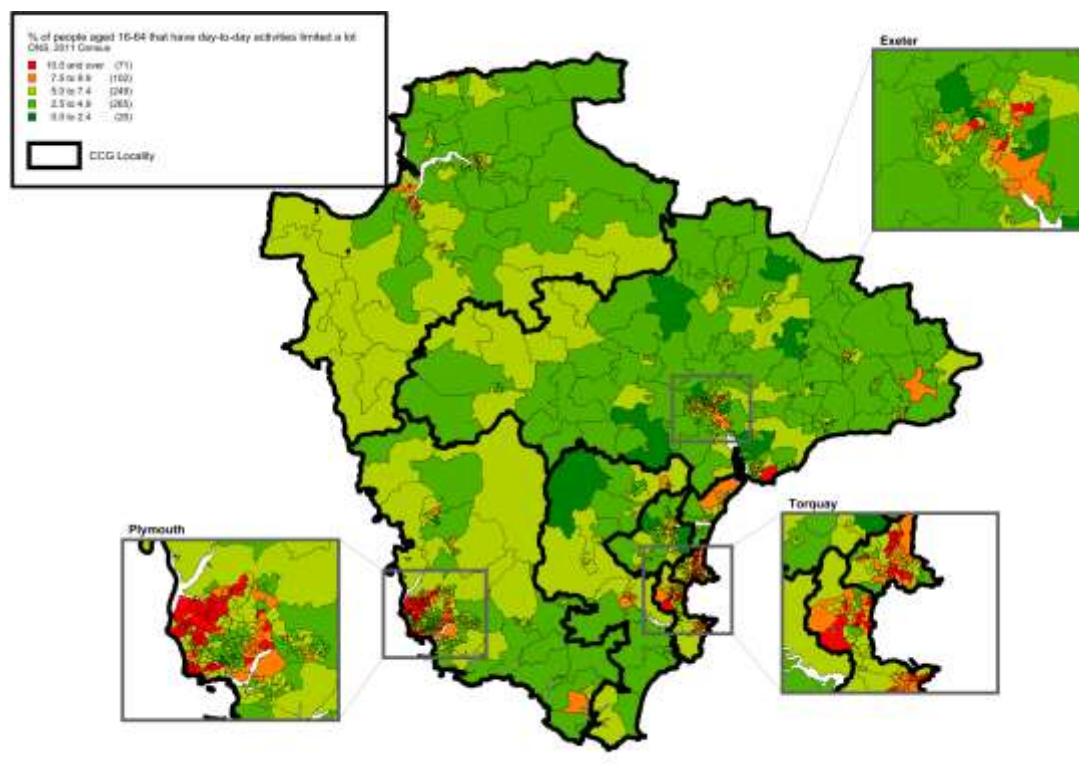 % of people aged 16-64 that have day-to-day activities limited a lot
ONS, 2011 Census
10.0 and over (71)
7.5 to 9.9 (102)
5.0 to 7.4 (249)
2.5 to 4.9 (265)
0.0 to 2.4 (25)
CCG Locality
Exeter
Plymouth
Torquay